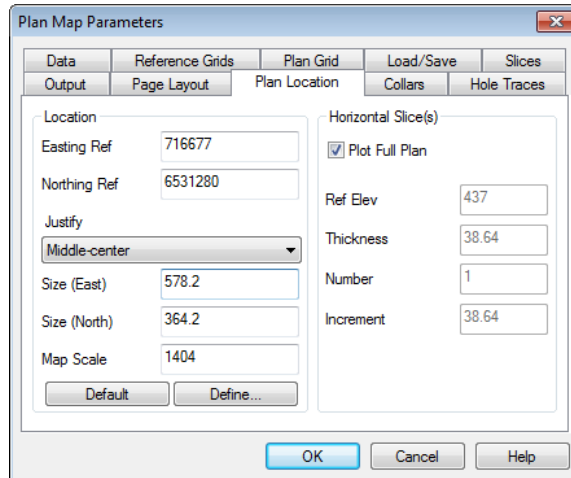 Plan Map Parameters
Data Reference Grids Plan Grid Load/Save Slices
Output Page Layout Plan Location Collars Hole Traces
Location
Easting Ref 716677
Northing Ref 6531280
Justify
Middle-center
Size (East) 578.2
Size (North) 364.2
Map Scale 1404
Default Define...
Horizontal Slice(s)
Plot Full Plan
Ref Elev 437
Thickness 38.64
Number 1
Increment 38.64
OK Cancel Help